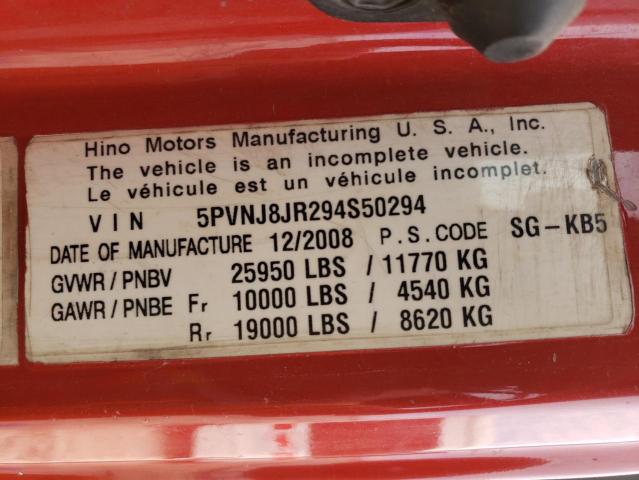 Hino Motors Manufacturing U. S. A., Inc.
The vehicle is an incomplete vehicle.
Le véhicule est un véhicule incomplet.
VIN 5PVNJ8JR294S50294
DATE OF MANUFACTURE 12/2008 P.S.CODE SG-KB5
GVWR/PNBV 25950 LBS /11770 KG
GAWR/PNBE Fr 10000 LBS / 4540 KG
Rr 19000 LBS / 8620 KG